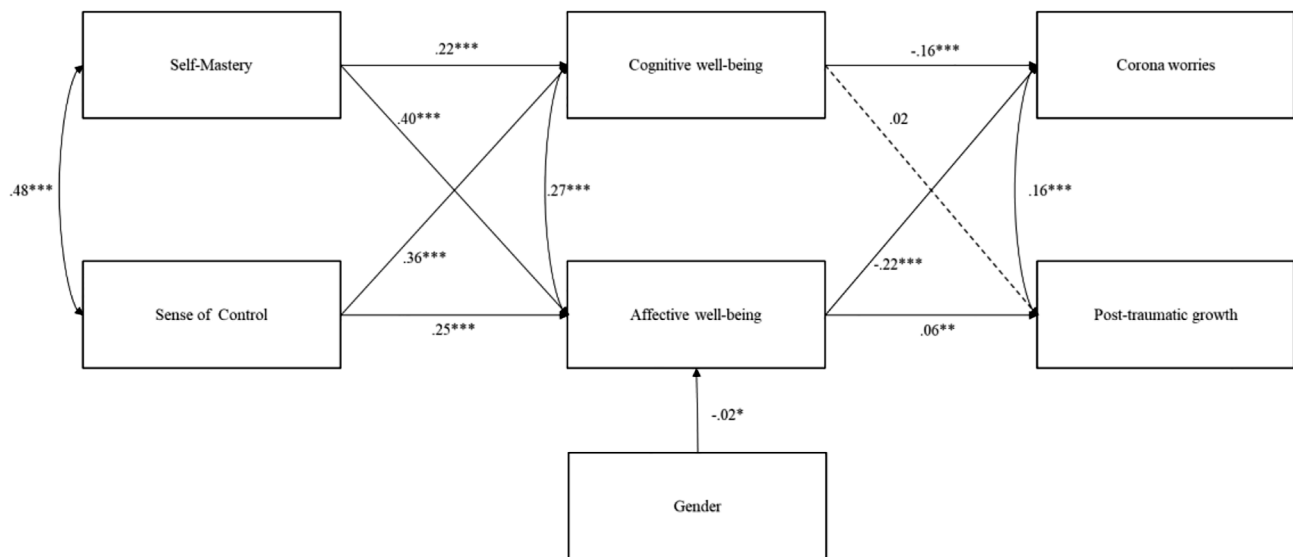 Self-Mastery
.22***
Cognitive well-being
-.16***
Corona worries
.40***
.02
.48***
.27***
.16***
.36***
-.22***
Sense of Control
.25***
Affective well-being
.06**
Post-traumatic growth
-.02*
Gender